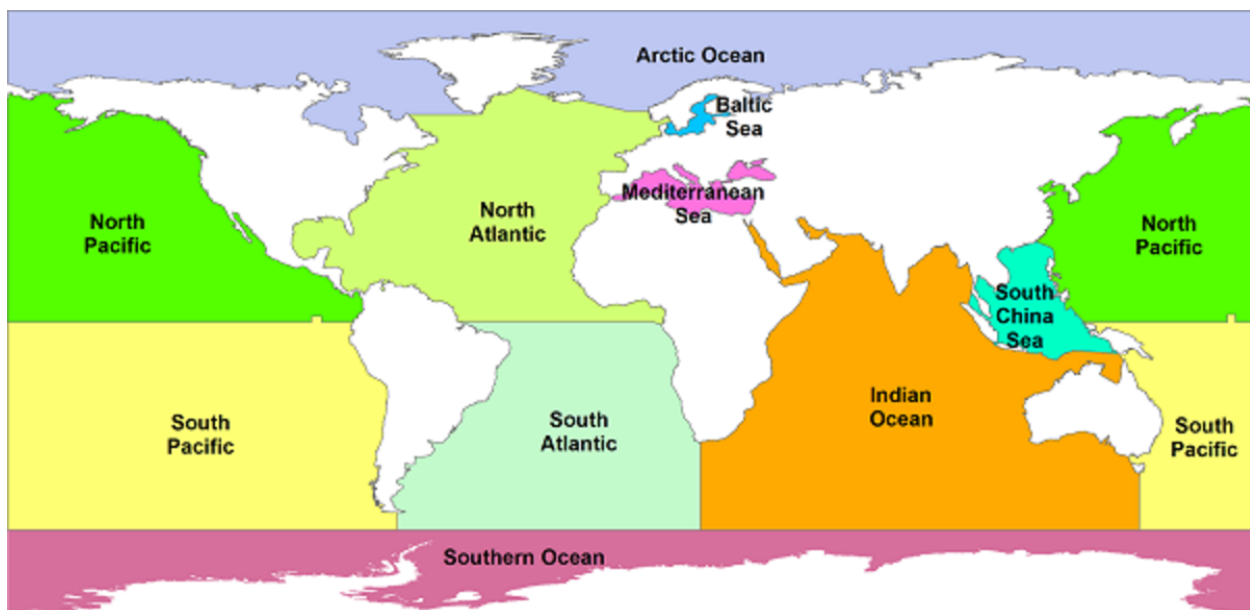 Arctic Ocean
Baltic
Sea
Mediterranean
Sea
North
Pacific
North
Atlantic
North
Pacific
South
China
Sea
South
Pacific
South
Atlantic
Indian
Ocean
South
Pacific
Southern Ocean